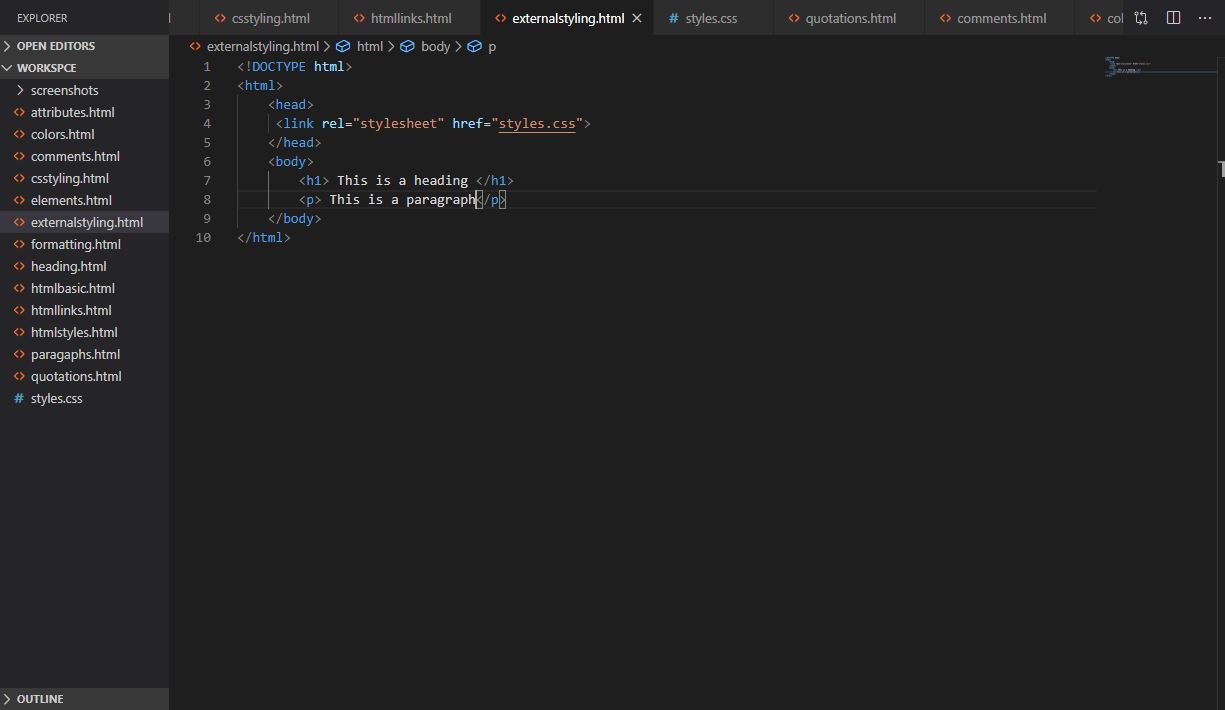 EXPLORER
csstyling.html htmllinks.html externalstyling.html styles.css quotations.html comments.html col
OPEN EDITORS
externalstyling.html > html > body > p
WORKSPCE
screenshots
attributes.html
colors.html
comments.html
csstyling.html
elements.html
externalstyling.html
formatting.html
heading.html
htmlbasic.html
htmllinks.html
htmlstyles.html
paragaphs.html
quotations.html
styles.css
1 <!DOCTYPE html>
2 <html>
3 <head>
4 <link rel="stylesheet" href="styles.css">
5 </head>
6 <body>
7 <h1> This is a heading </h1>
8 <p> This is a paragraph</p>
9 </body>
10 </html>
OUTLINE